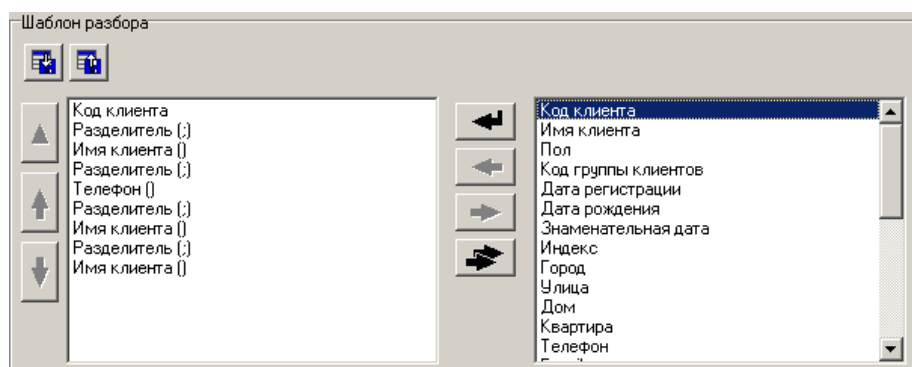 Шаблон разбора
Код клиента
Разделитель (;)
Имя клиента ()
Разделитель (;)
Телефон ()
Разделитель (;)
Имя клиента ()
Разделитель (;)
Имя клиента ()
Код клиента
Имя клиента
Пол
Код группы клиентов
Дата регистрации
Дата рождения
Знаменательная дата
Индекс
Город
Улица
Дом
Квартира
Телефон